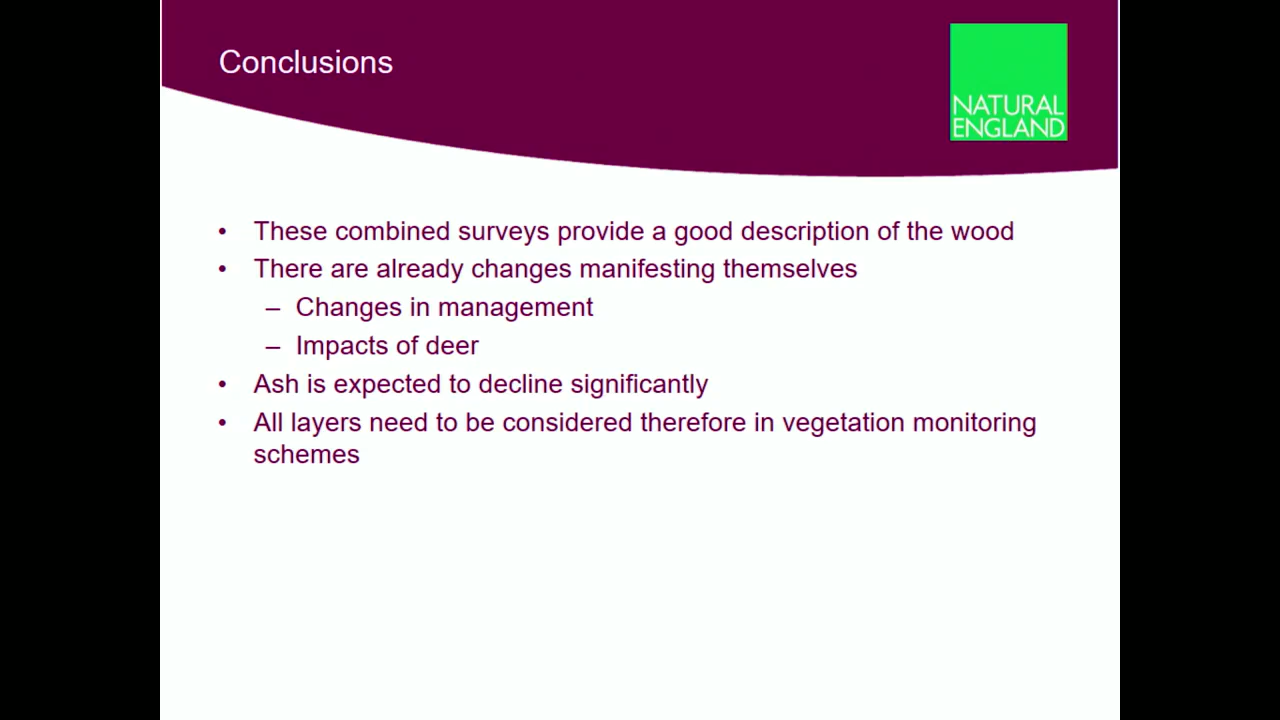 Conclusions
NATURAL
ENGLAND
• These combined surveys provide a good description of the wood
• There are already changes manifesting themselves
– Changes in management
– Impacts of deer
• Ash is expected to decline significantly
• All layers need to be considered therefore in vegetation monitoring
schemes